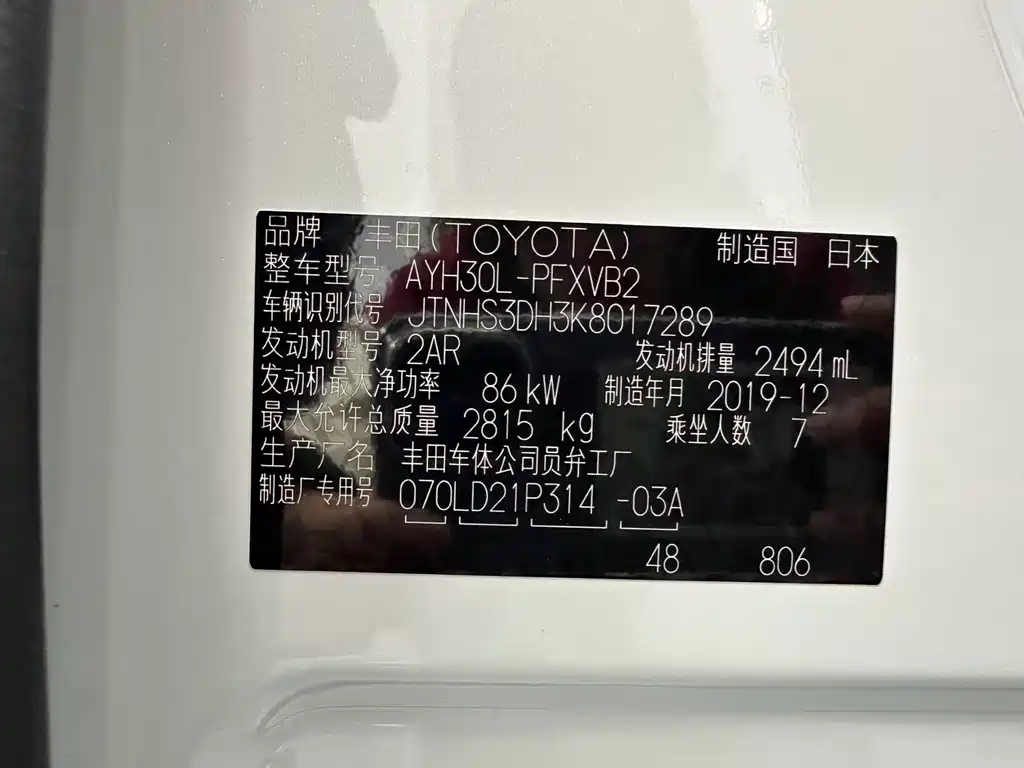 品牌 丰田(TOYOTA) 制造国 日本
整车型号 AYH30L-PFXVB2
车辆识别代号 JTNHS3DH3K8017289
发动机型号 2AR 发动机排量 2494 mL
发动机最大净功率 86 kW 制造年月 2019-12
最大允许总质量 2815 kg 乘坐人数 7
生产厂名 丰田车体公司员弁工厂
制造厂专用号 070LD21P314 -03A
48 806